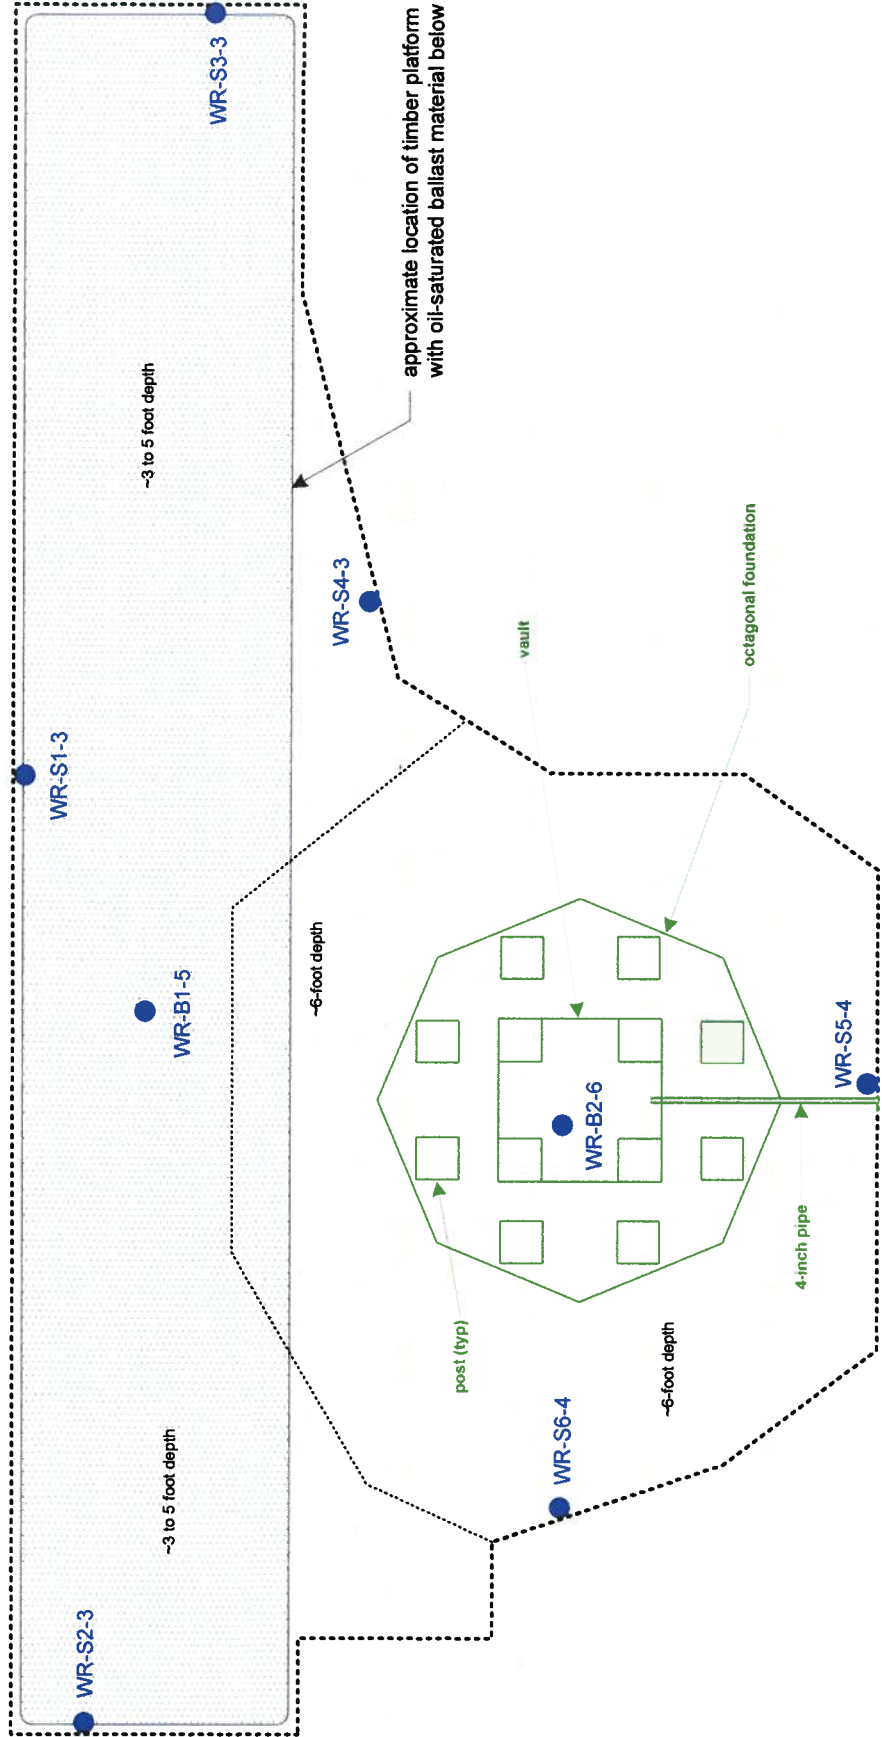 WR-S3-3
approximate location of timber platform
with oil-saturated ballast material below
~3 to 5 foot depth
WR-S4-3
vault
octagonal foundation
WR-S1-3
WR-B1-5
~6-foot depth
WR-B2-6
WR-S5-4
4-inch pipe
post (typ)
~6-foot depth
WR-S6-4
~3 to 5 foot depth
WR-S2-3